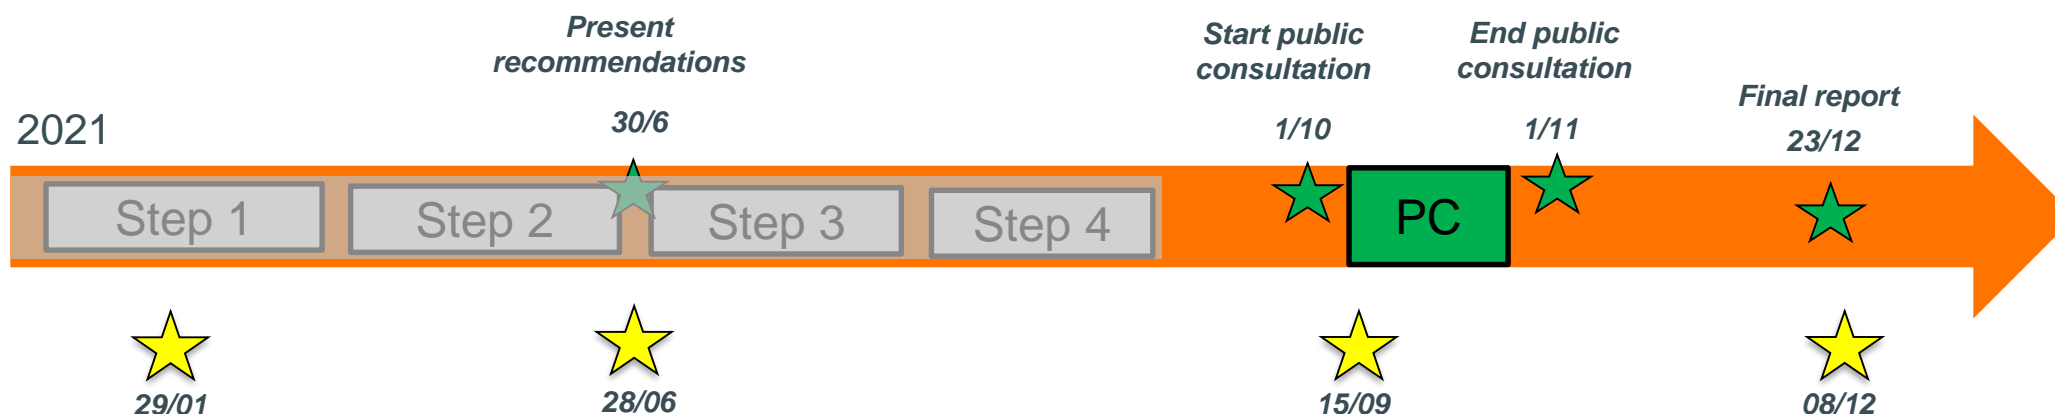 Present
recommendations
30/6
Start public
consultation
1/10
End public
consultation
1/11
Final report
23/12
2021
Step 1
Step 2
Step 3
Step 4
PC
29/01
28/06
15/09
08/12